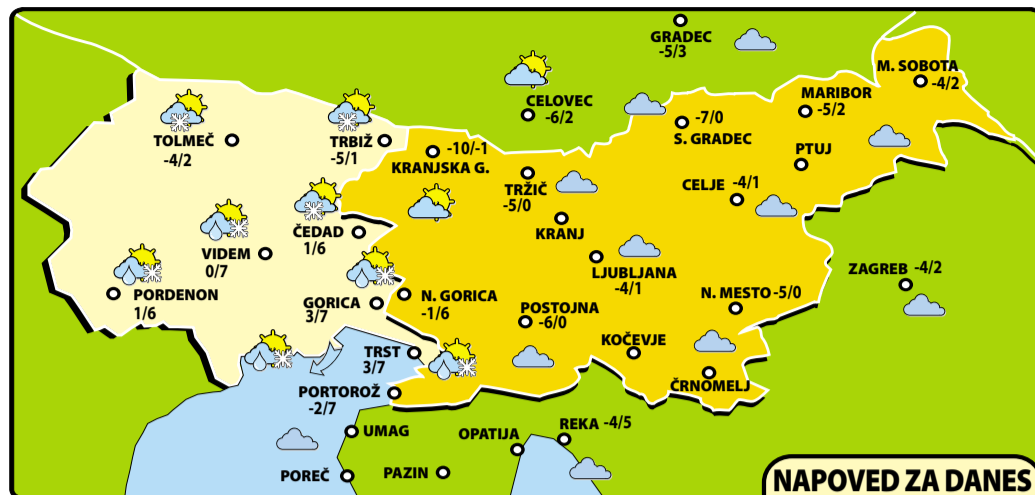 GRADEC
-5/3
M. SOBOTA
-4/2
CELOVEC
-6/2
MARIBOR
-5/2
-7/0
S. GRADEC
TOLMEČ
-4/2
TRBIŽ
-5/1
-10/-1
KRANJSKA G.
PTUJ
TRŽIČ
-5/0
CELJE -4/1
KRANJ
ČEDAD
1/6
VIDEM
0/7
LJUBLJANA
-4/1
ZAGREB -4/2
PORDENON
1/6
GORICA
3/7
N. GORICA
-1/6
POSTOJNA
-6/0
N. MESTO -5/0
KOČEVJE
TRST
3/7
ČRNOMELJ
PORTOROŽ
-2/7
UMAG
OPATIJA
REKA -4/5
POREČ
PAZIN
NAPOVED ZA DANES